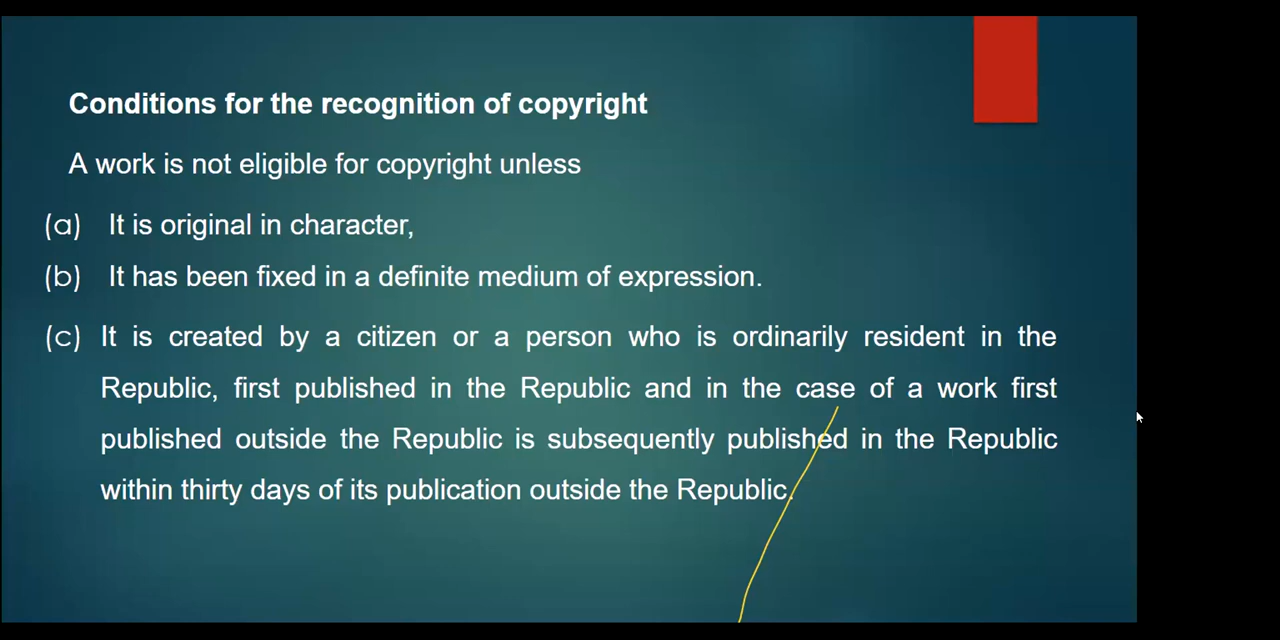 Conditions for the recognition of copyright
A work is not eligible for copyright unless
(a) It is original in character,
(b) It has been fixed in a definite medium of expression.
(c) It is created by a citizen or a person who is ordinarily resident in the
Republic, first published in the Republic and in the case of a work first
published outside the Republic is subsequently published in the Republic
within thirty days of its publication outside the Republic.